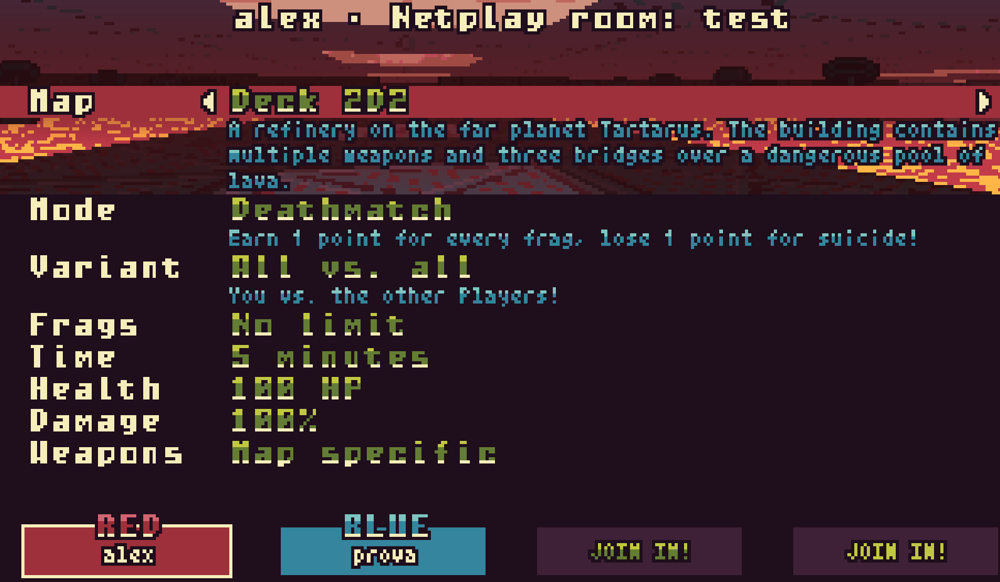 alex · Netplay room: test
Map Deck 202
A refinery on the far planet Tartarus. The building contains
multiple weapons and three bridges over a dangerous pool of
lava.
Mode Deathmatch
Earn 1 point for every frag, lose 1 point for suicide!
Variant All vs. all
You vs. the other Players!
Frags No limit
Time 5 minutes
Health 100 HP
Damage 100%
Weapons Map specific
RED BLUE
alex prova JOIN IN! JOIN IN!